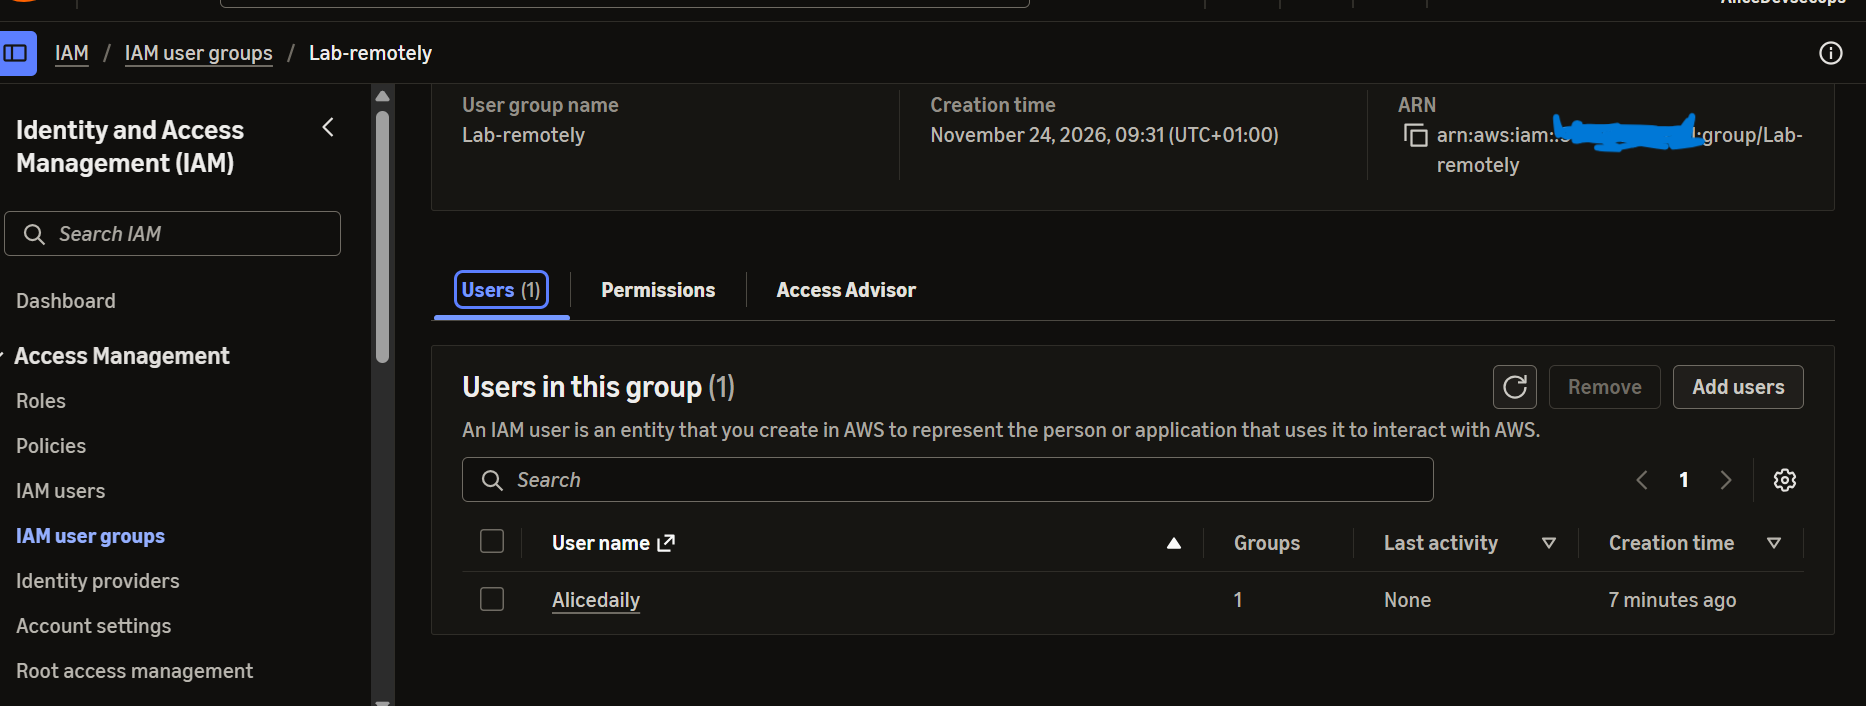 IAM / IAM user groups / Lab-remotely
Identity and Access
Management (IAM)
Search IAM
Dashboard
Access Management
Roles
Policies
IAM users
IAM user groups
Identity providers
Account settings
Root access management
User group name
Lab-remotely
Creation time
November 24, 2026, 09:31 (UTC+01:00)
ARN
arn:aws:iam::
:group/Lab-
remotely
Users (1)
Permissions
Access Advisor
Users in this group (1)
Remove
Add users
An IAM user is an entity that you create in AWS to represent the person or application that uses it to interact with AWS.
Search
1
User name
Groups
Last activity
Creation time
Alicedaily
1
None
7 minutes ago